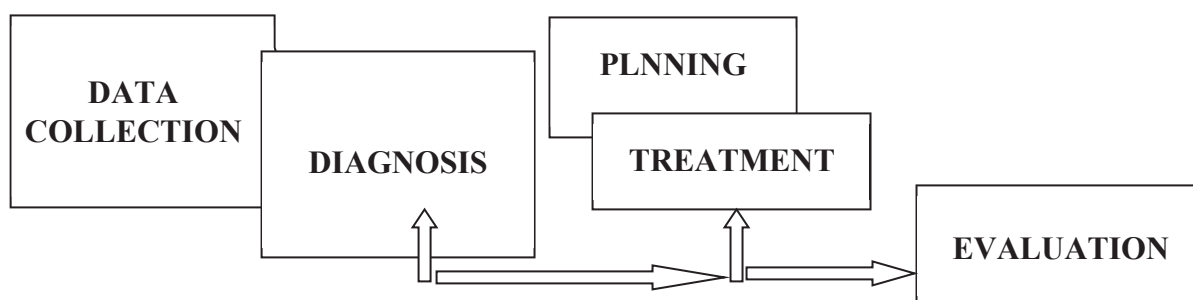 DATA
COLLECTION
DIAGNOSIS
PLNNING
TREATMENT
EVALUATION